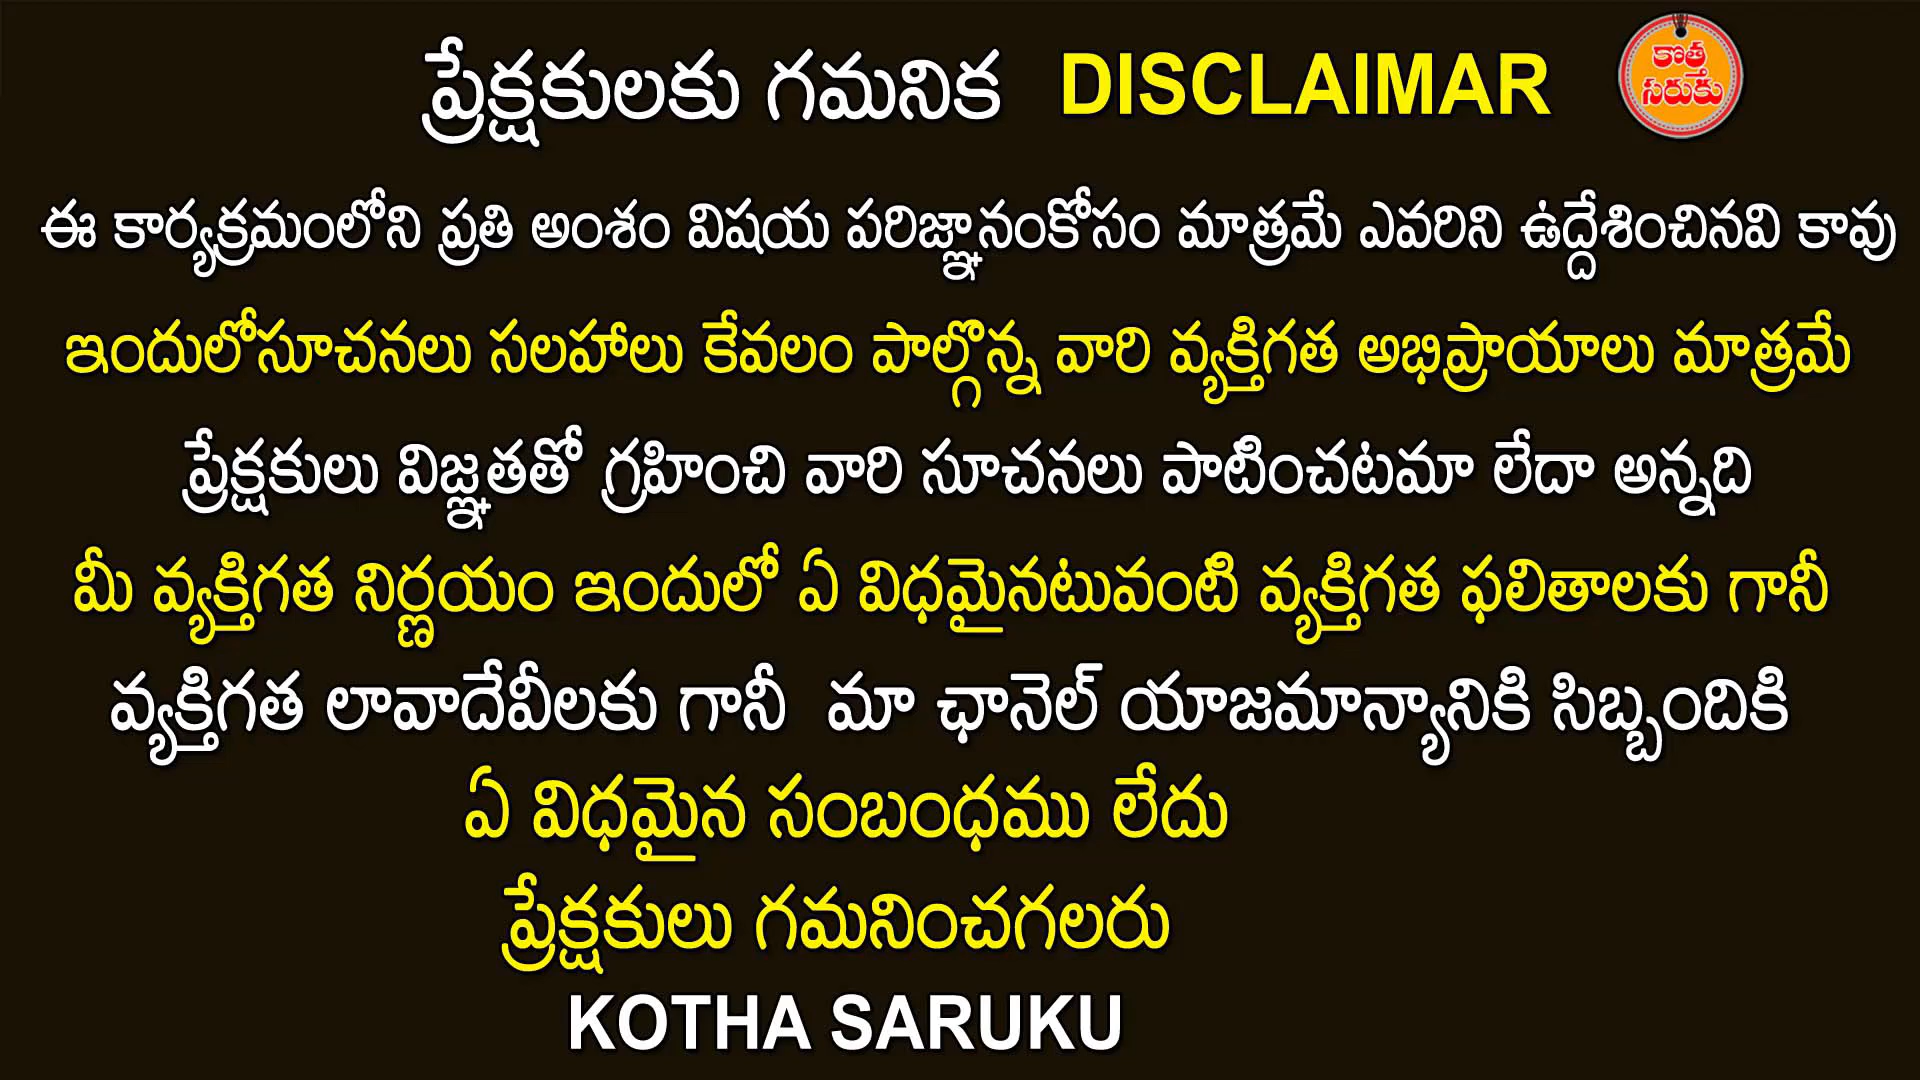 ప్రేక్షకులకు గమనిక DISCLAIMAR
కొత్త
సరుకు
ఈ కార్యక్రమంలోని ప్రతి అంశం విషయ పరిజ్ఞానంకోసం మాత్రమే ఎవరిని ఉద్దేశించినవి కావు
ఇందులోసూచనలు సలహాలు కేవలం పాల్గొన్న వారి వ్యక్తిగత అభిప్రాయాలు మాత్రమే
ప్రేక్షకులు విజ్ఞతతో గ్రహించి వారి సూచనలు పాటించటమా లేదా అన్నది
మీ వ్యక్తిగత నిర్ణయం ఇందులో ఏ విధమైనటువంటి వ్యక్తిగత ఫలితాలకు గానీ
వ్యక్తిగత లావాదేవీలకు గానీ మా ఛానెల్ యాజమాన్యానికి సిబ్బందికి
ఏ విధమైన సంబంధము లేదు
ప్రేక్షకులు గమనించగలరు
KOTHA SARUKU